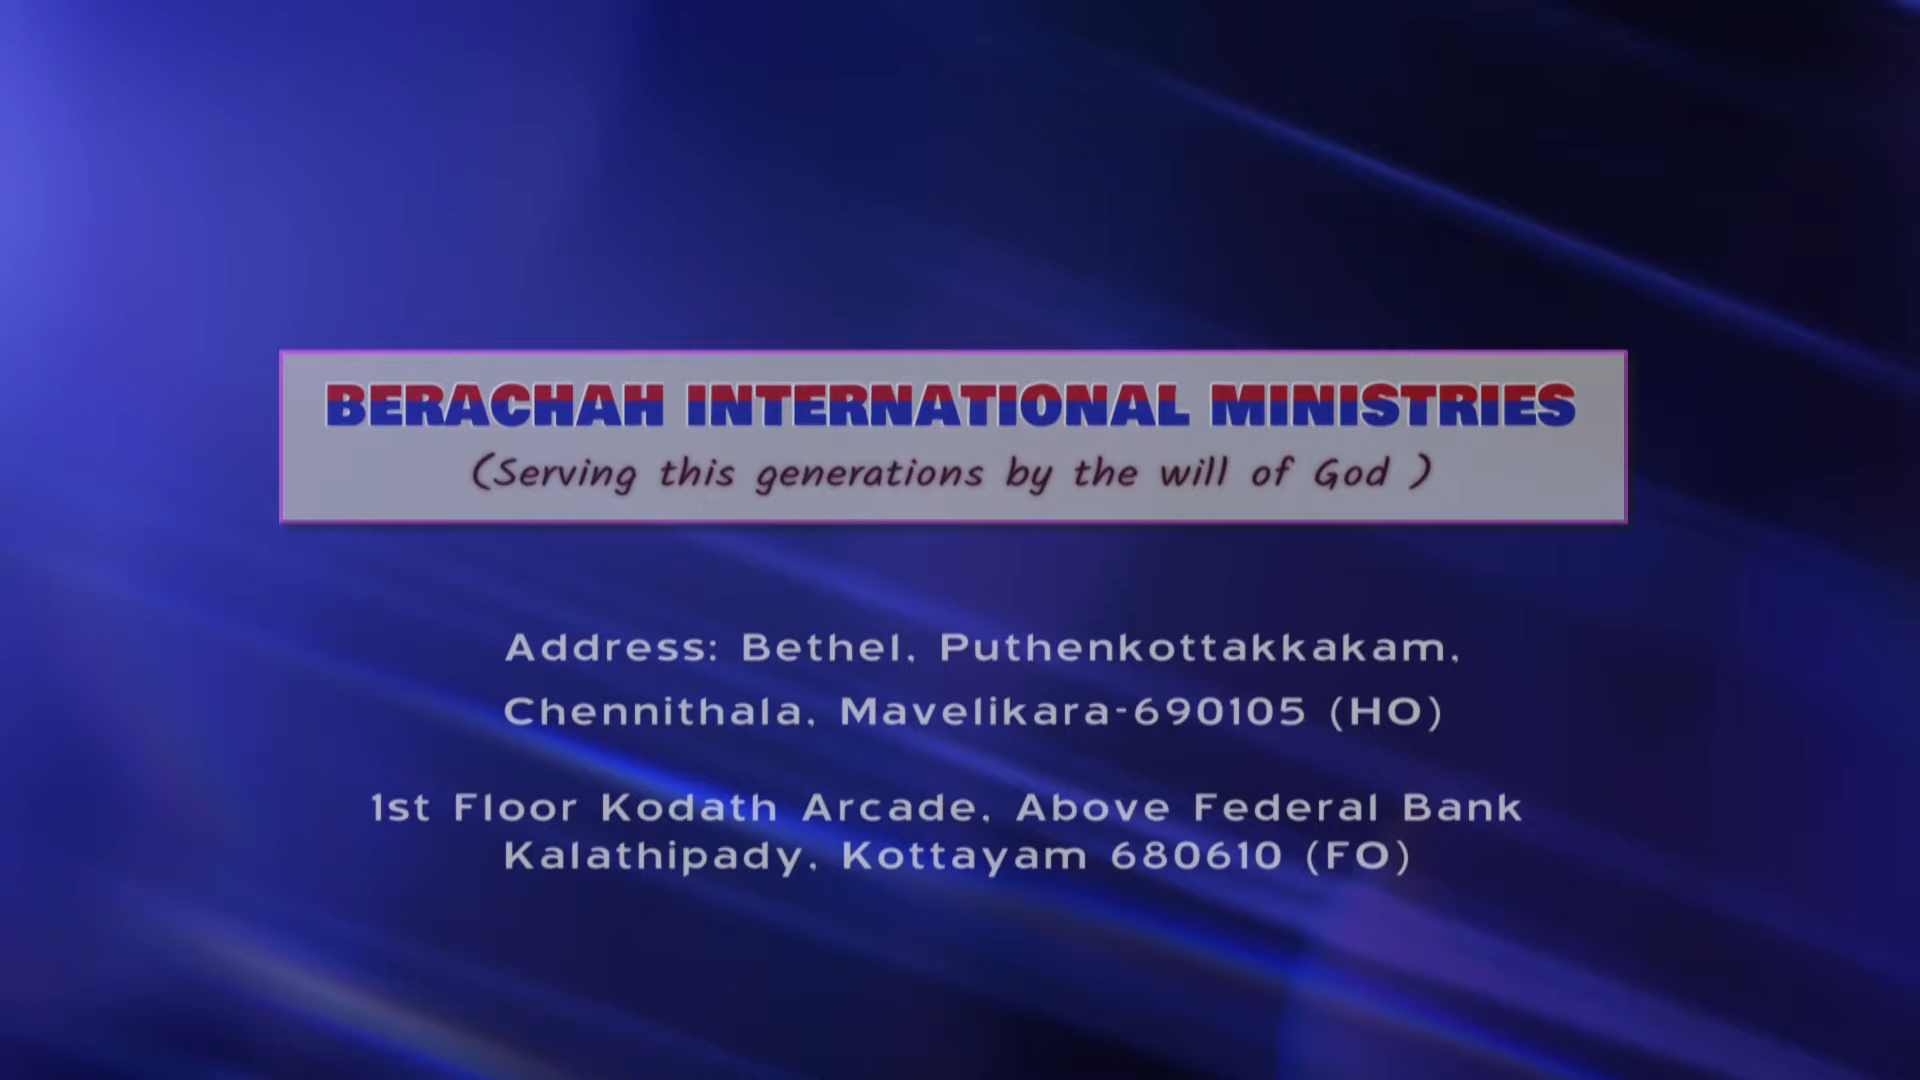 BERACHAH INTERNATIONAL MINISTRIES
(Serving this generations by the will of God )
Address: Bethel, Puthenkottakkakam,
Chennithala, Mavelikara-690105 (HO)
1st Floor Kodath Arcade, Above Federal Bank
Kalathipady, Kottayam 680610 (FO)